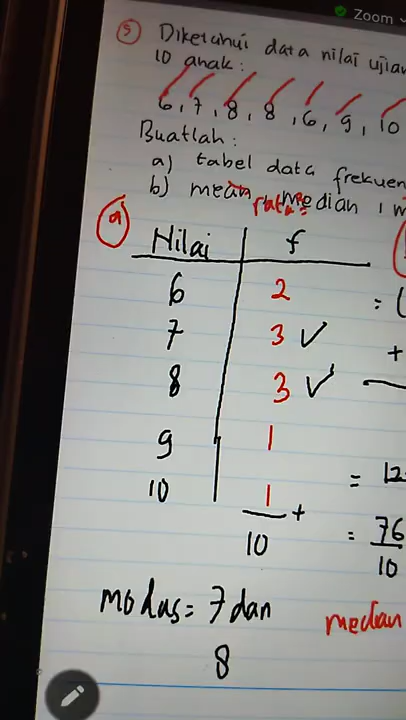 Zoom
5 Diketahui data nilai ujian
10 anak:
6, 7, 8, 8, 6, 9, 10
Buatlah:
a) tabel data frekuen
b) mean, median, m
rata²
a
Nilai f
6 2 = (
7 3 ✓ +
8 3 ✓
9 1 = 12
10 1 +
10 = 76
10
modus = 7 dan
8
median